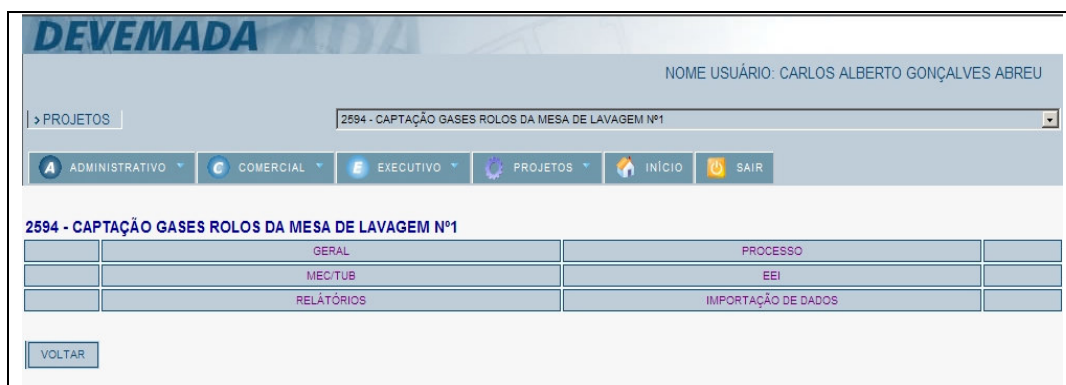 DEVEMADA
NOME USUÁRIO: CARLOS ALBERTO GONÇALVES ABREU
> PROJETOS 2594 - CAPTAÇÃO GASES ROLOS DA MESA DE LAVAGEM Nº1
A ADMINISTRATIVO C COMERCIAL E EXECUTIVO PROJETOS INÍCIO SAIR
2594 - CAPTAÇÃO GASES ROLOS DA MESA DE LAVAGEM Nº1
GERAL PROCESSO
MEC/TUB EEI
RELÁTÓRIOS IMPORTAÇÃO DE DADOS
VOLTAR